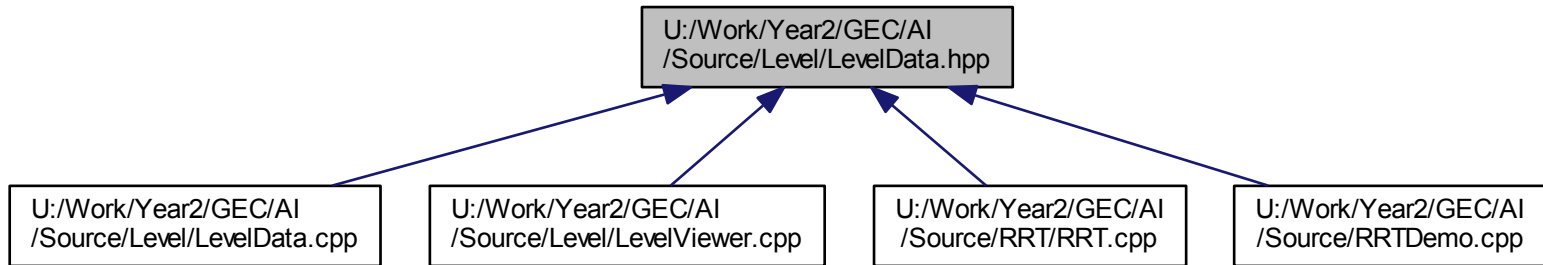 U:/Work/Year2/GEC/AI
/Source/Level/LevelData.hpp
U:/Work/Year2/GEC/AI
/Source/Level/LevelData.cpp
U:/Work/Year2/GEC/AI
/Source/Level/LevelViewer.cpp
U:/Work/Year2/GEC/AI
/Source/RRT/RRT.cpp
U:/Work/Year2/GEC/AI
/Source/RRTDemo.cpp